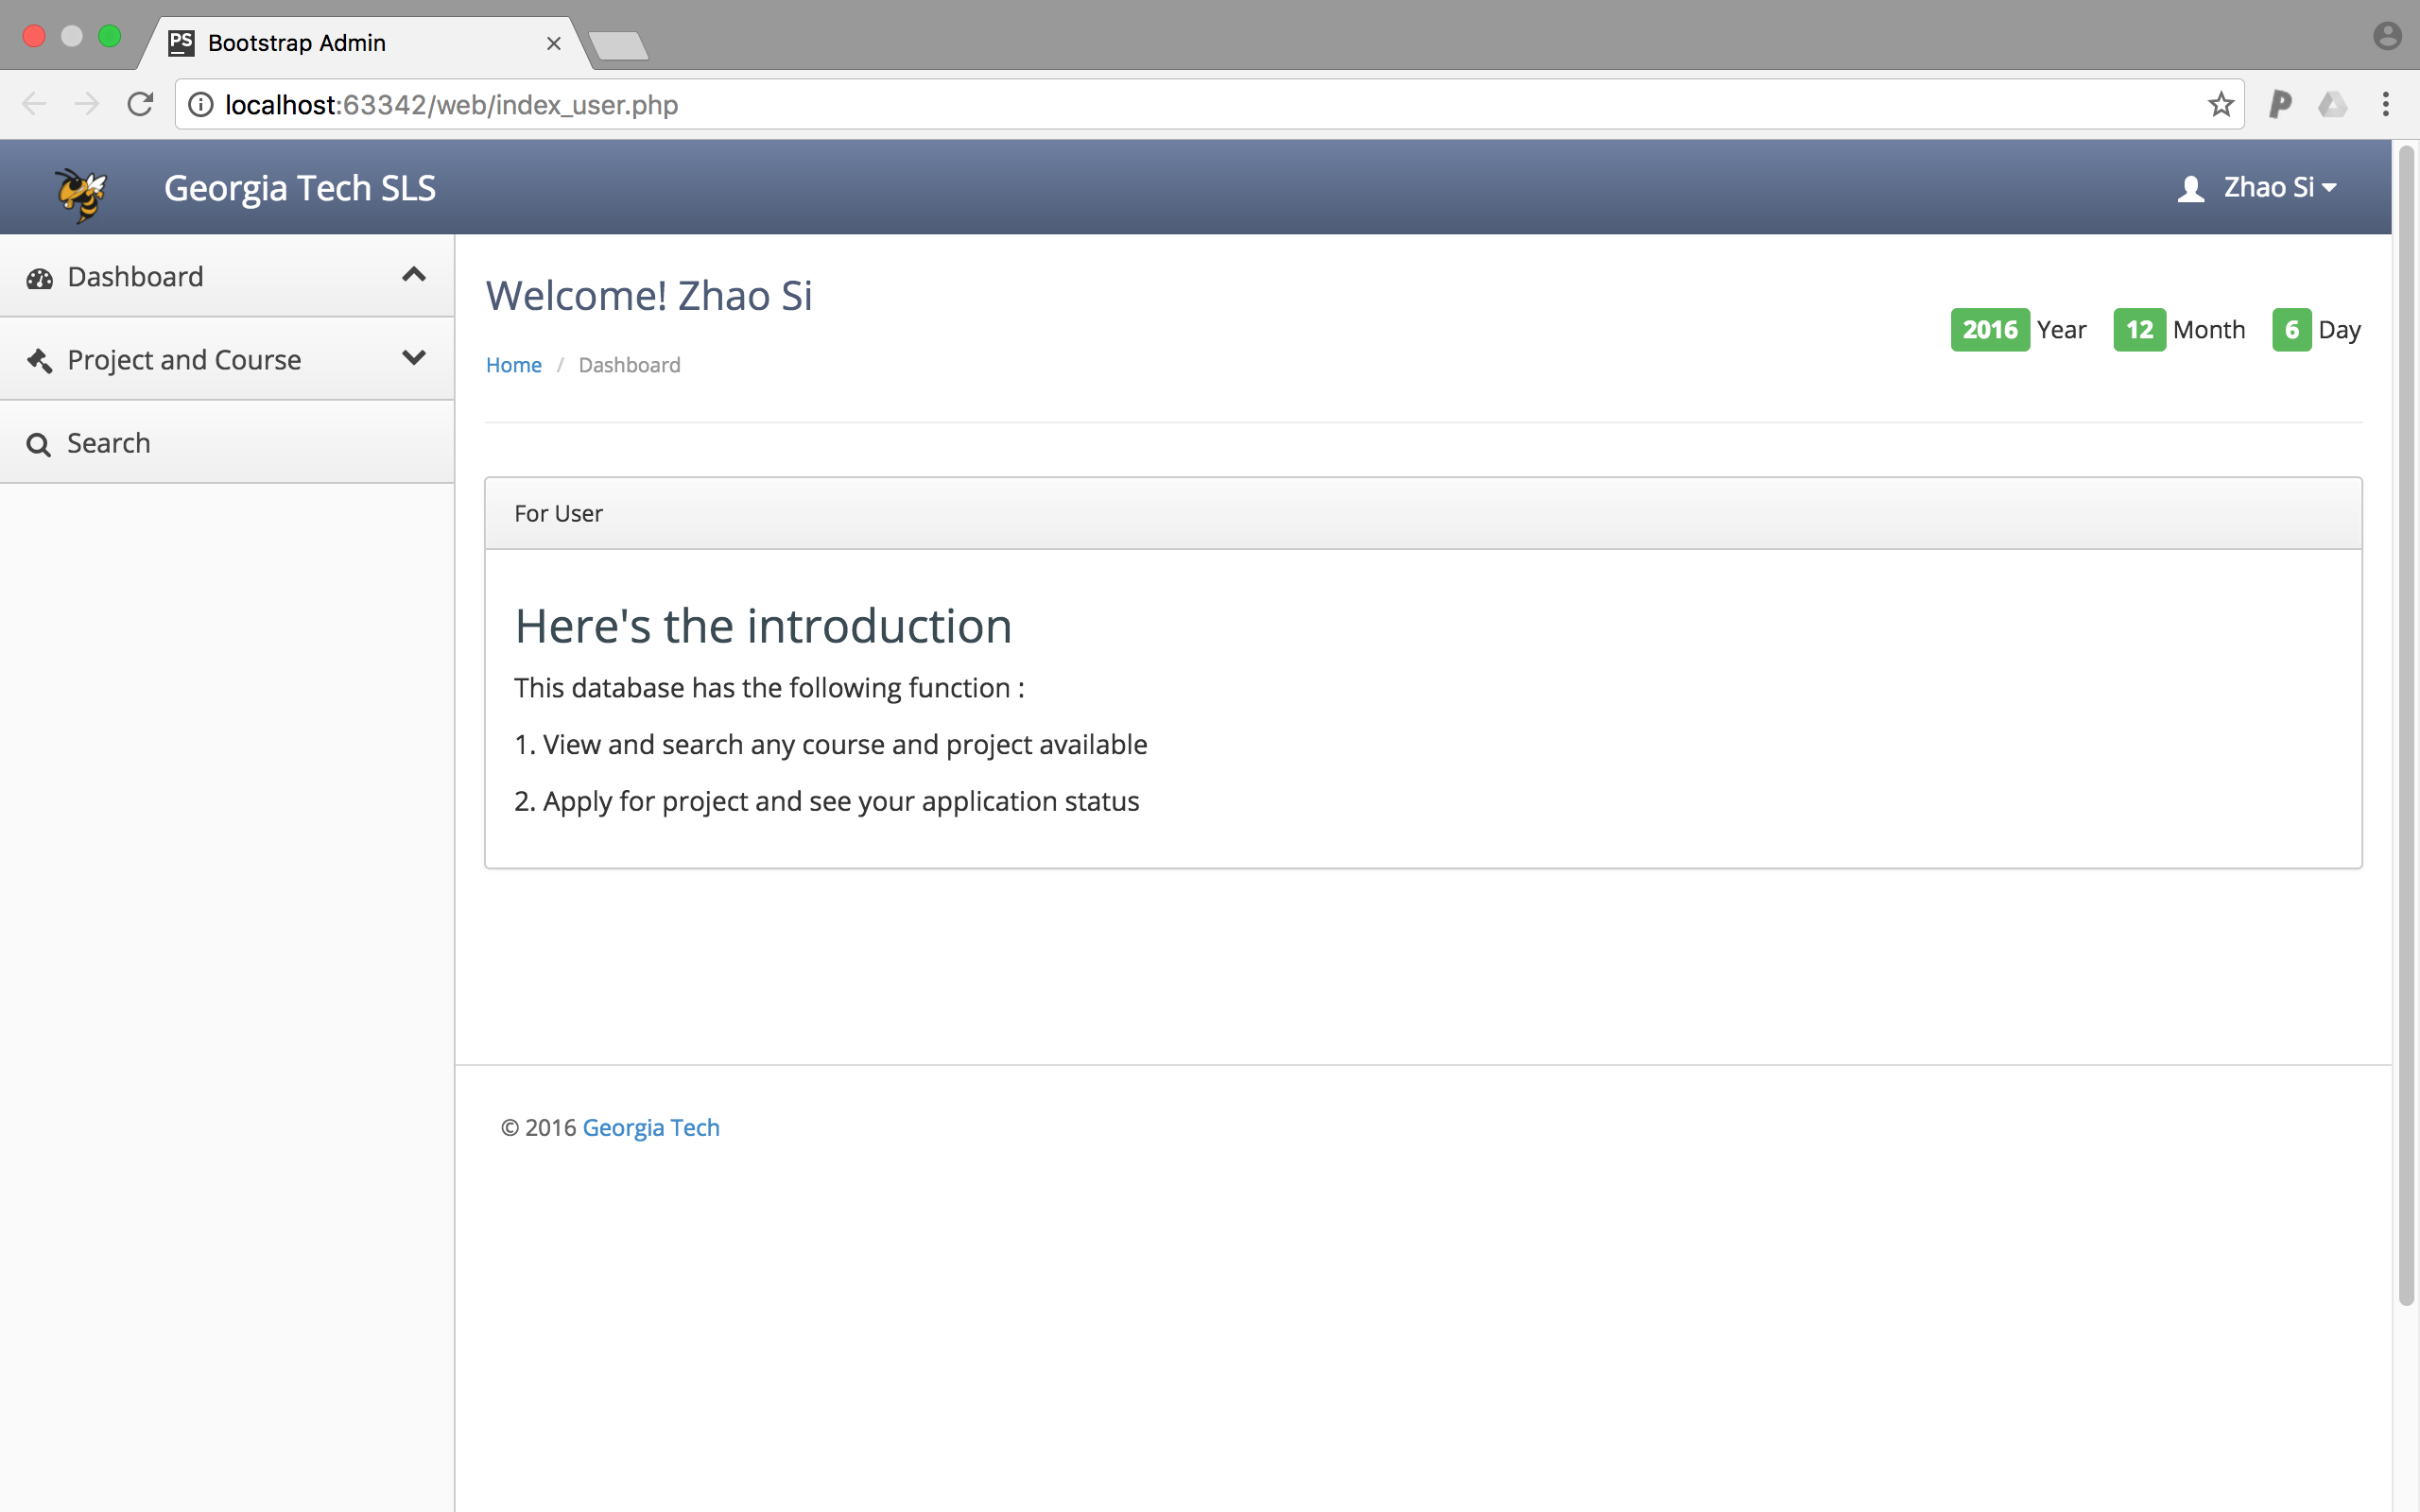 PS Bootstrap Admin
localhost:63342/web/index_user.php
Georgia Tech SLS
Zhao Si
Dashboard
Project and Course
Search
Welcome! Zhao Si
2016 Year 12 Month 6 Day
Home / Dashboard
For User
Here's the introduction
This database has the following function :
1. View and search any course and project available
2. Apply for project and see your application status
© 2016 Georgia Tech